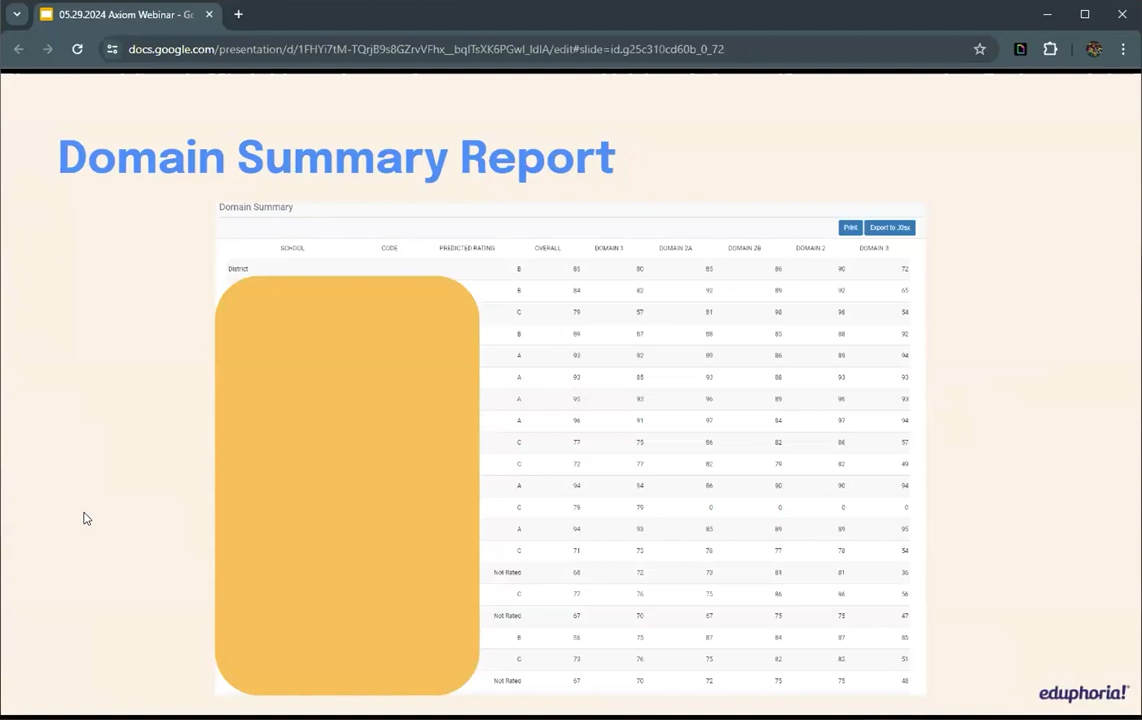 05.29.2024 Axiom Webinar - Go
docs.google.com/presentation/d/1FHYi7tM-TQrjB9s8GZrvVFhx_bqITsXK6PGwI_IdIA/edit#slide=id.g25c310cd60b_0_72
Domain Summary Report
Domain Summary
Print Export to .Xlsx
SCHOOL CODE PREDICTED RATING OVERALL DOMAIN 1 DOMAIN 2A DOMAIN 2B DOMAIN 2 DOMAIN 3
District B 85 80 85 86 90 72
B 84 82 92 89 92 65
C 79 57 81 98 98 54
B 89 87 88 85 88 92
A 93 92 89 86 89 94
A 93 85 93 88 93 93
A 95 93 96 89 96 93
A 96 91 97 84 97 94
C 77 75 86 82 86 57
C 72 77 82 79 82 49
A 94 94 86 90 90 94
C 79 79 0 0 0 0
A 94 93 85 89 89 95
C 71 73 78 77 78 54
Not Rated 68 72 73 81 81 36
C 77 76 75 86 86 56
Not Rated 67 70 67 75 75 47
B 86 75 87 84 87 85
C 73 76 75 82 82 51
Not Rated 67 70 72 75 75 48
eduphoria!